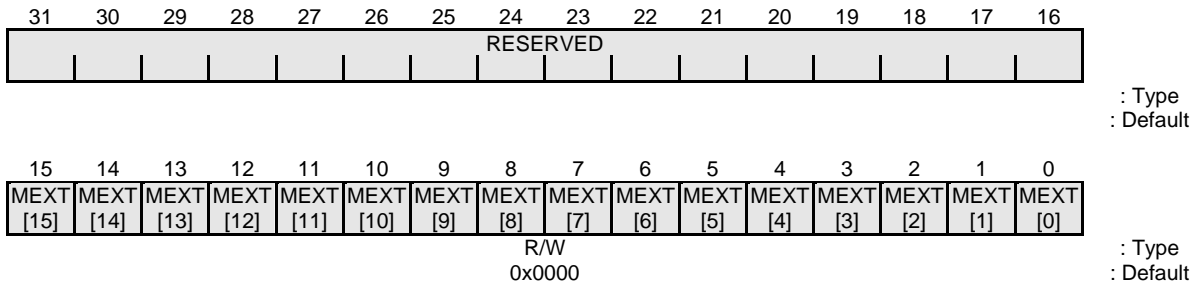 31 30 29 28 27 26 25 24 23 22 21 20 19 18 17 16
RESERVED
: Type
: Default
15 14 13 12 11 10 9 8 7 6 5 4 3 2 1 0
MEXT MEXT MEXT MEXT MEXT MEXT MEXT MEXT MEXT MEXT MEXT MEXT MEXT MEXT MEXT MEXT
[15] [14] [13] [12] [11] [10] [9] [8] [7] [6] [5] [4] [3] [2] [1] [0]
R/W : Type
0x0000 : Default